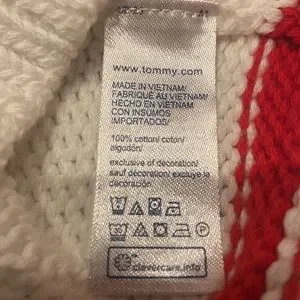 www.tommy.com
MADE IN VIETNAM/
FABRIQUÉ AU VIETNAM/
HECHO EN VIETNAM
CON INSUMOS
IMPORTADOS/
100% cotton/ coton/
algodón/
exclusive of decoration/
sauf décoration/ excluye la
decoración
clevercare.info